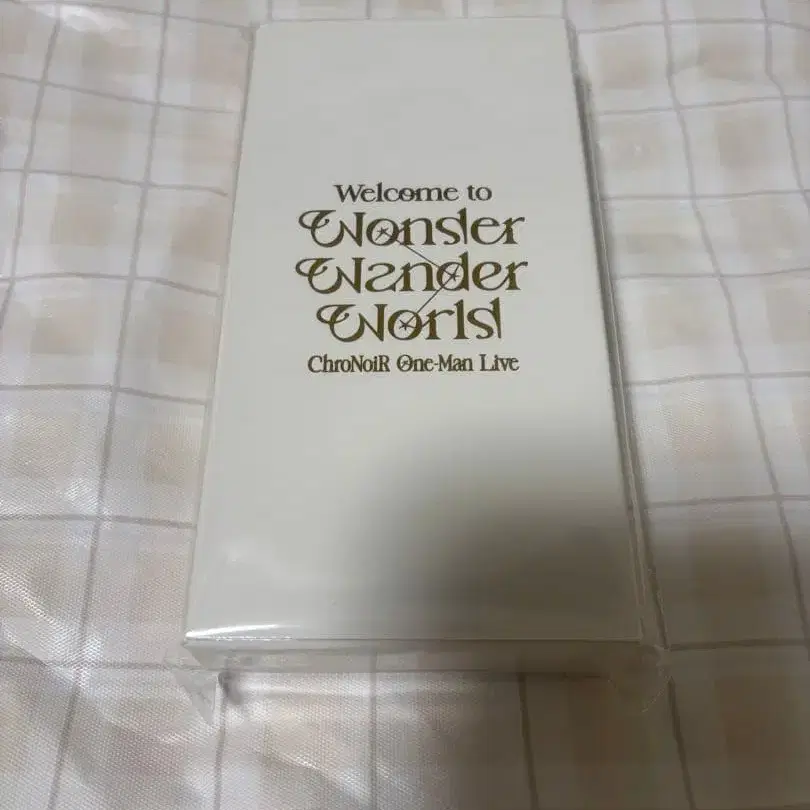 Welcome to
Wonder
Wander
World
ChroNoiR One-Man Live